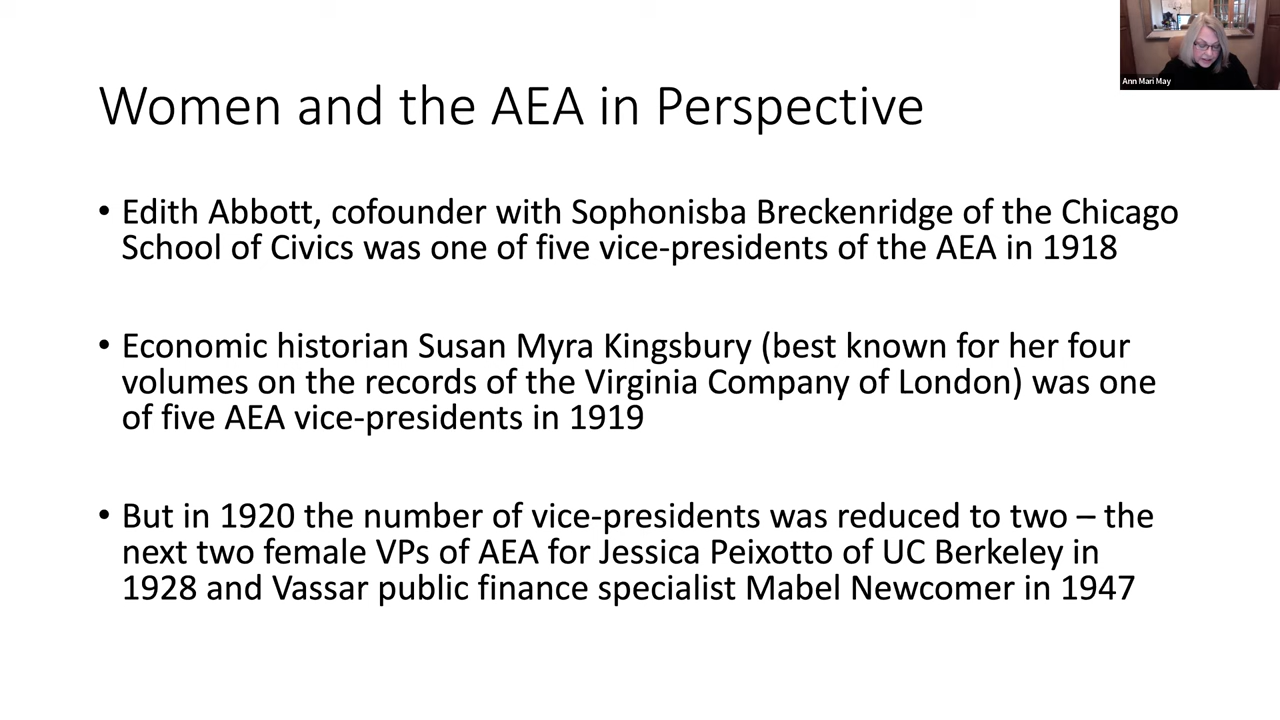 Ann Mari May
Women and the AEA in Perspective
• Edith Abbott, cofounder with Sophonisba Breckenridge of the Chicago
School of Civics was one of five vice-presidents of the AEA in 1918
• Economic historian Susan Myra Kingsbury (best known for her four
volumes on the records of the Virginia Company of London) was one
of five AEA vice-presidents in 1919
• But in 1920 the number of vice-presidents was reduced to two – the
next two female VPs of AEA for Jessica Peixotto of UC Berkeley in
1928 and Vassar public finance specialist Mabel Newcomer in 1947